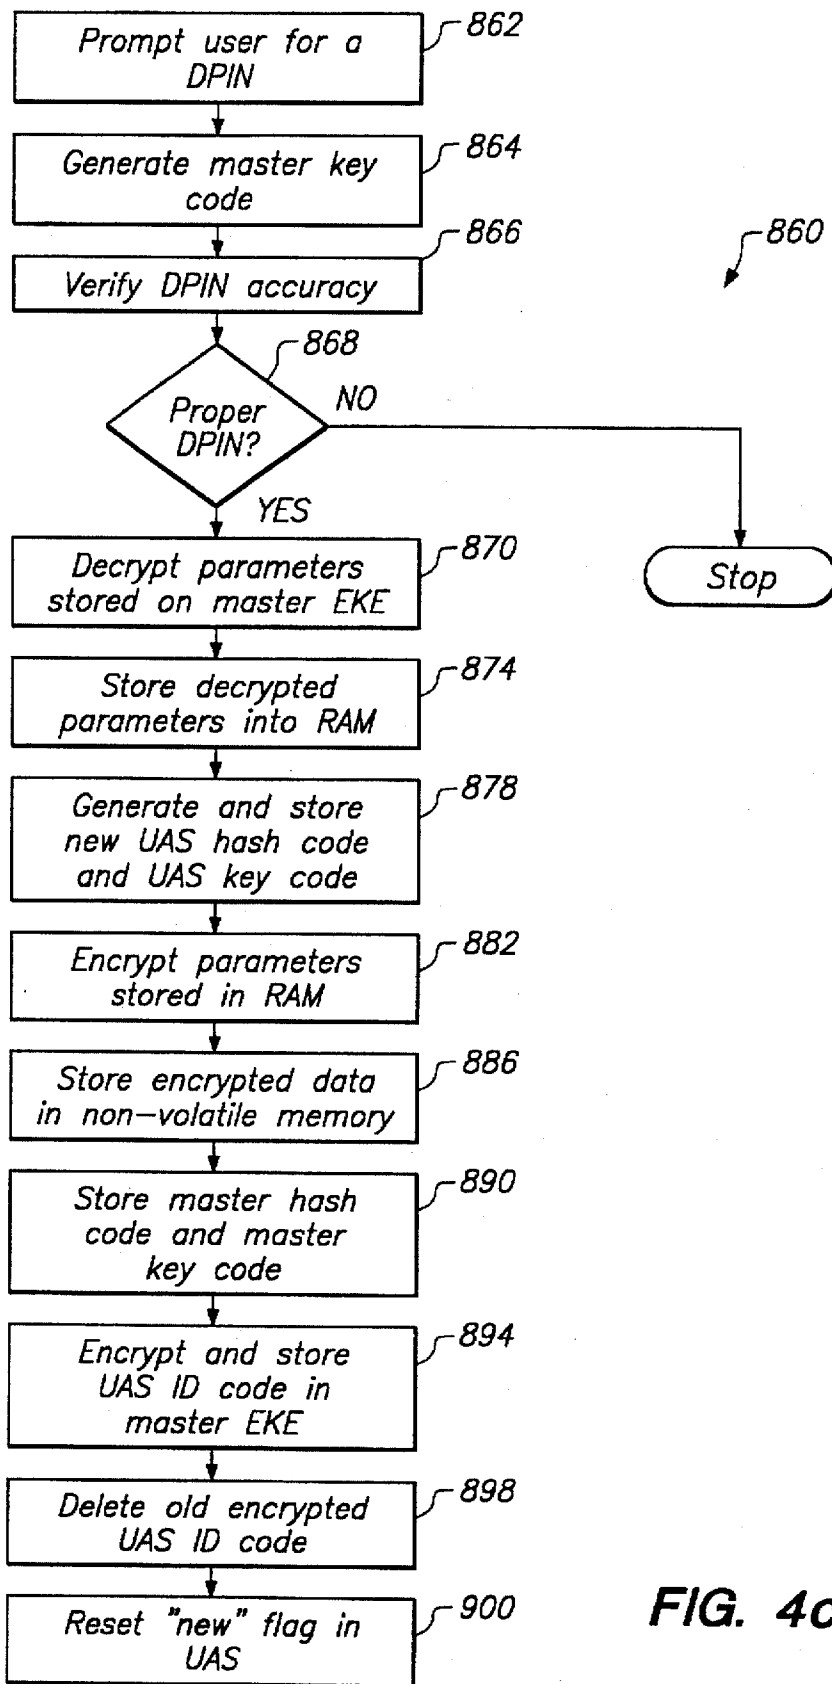 Prompt user for a
DPIN
862
Generate master key
code
864
Verify DPIN accuracy
866
860
Proper
DPIN?
868
NO
YES
Stop
Decrypt parameters
stored on master EKE
870
Store decrypted
parameters into RAM
874
Generate and store
new UAS hash code
and UAS key code
878
Encrypt parameters
stored in RAM
882
Store encrypted data
in non-volatile memory
886
Store master hash
code and master
key code
890
Encrypt and store
UAS ID code in
master EKE
894
Delete old encrypted
UAS ID code
898
Reset "new" flag in
UAS
900
FIG. 4c